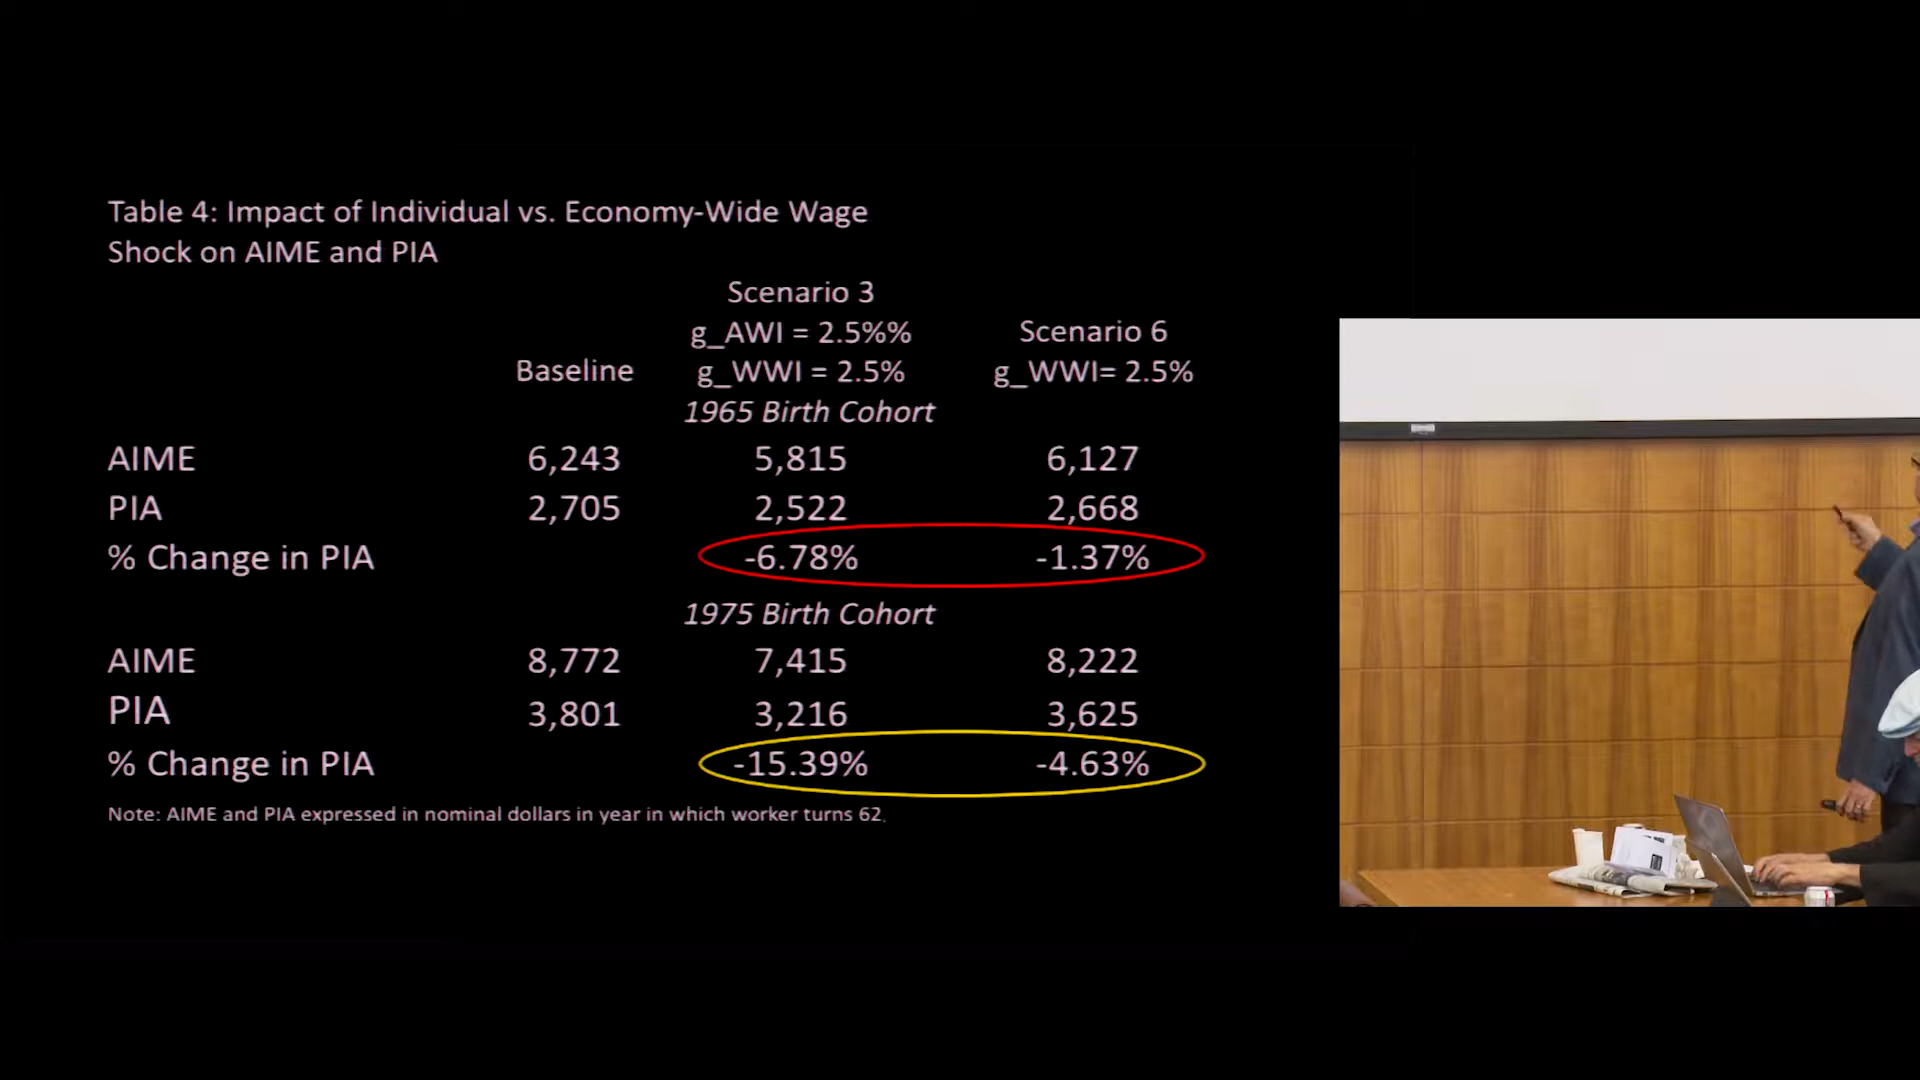 Table 4: Impact of Individual vs. Economy-Wide Wage
Shock on AIME and PIA
Scenario 3
g_AWI = 2.5%% Scenario 6
Baseline g_WWI = 2.5% g_WWI= 2.5%
1965 Birth Cohort
AIME 6,243 5,815 6,127
PIA 2,705 2,522 2,668
% Change in PIA -6.78% -1.37%
1975 Birth Cohort
AIME 8,772 7,415 8,222
PIA 3,801 3,216 3,625
% Change in PIA -15.39% -4.63%
Note: AIME and PIA expressed in nominal dollars in year in which worker turns 62.